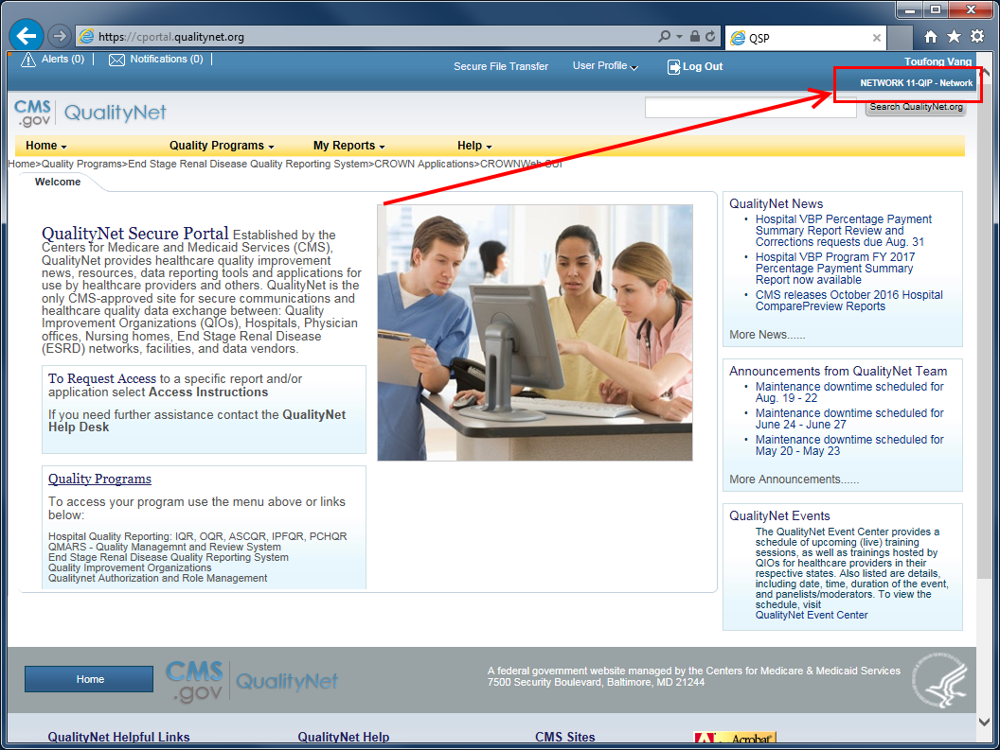 https://cportal.qualitynet.org
QSP
Alerts (0)
Notifications (0)
Secure File Transfer
User Profile
Log Out
Toufong Vang
NETWORK 11-QIP - Network
CMS
.gov
QualityNet
Search QualityNet.org
Home
Quality Programs
My Reports
Help
Home>Quality Programs>End Stage Renal Disease Quality Reporting System>CROWN Applications>CROWNWeb GUI
Welcome
QualityNet Secure Portal Established by the
Centers for Medicare and Medicaid Services (CMS),
QualityNet provides healthcare quality improvement
news, resources, data reporting tools and applications for
use by healthcare providers and others. QualityNet is the
only CMS-approved site for secure communications and
healthcare quality data exchange between: Quality
Improvement Organizations (QIOs), Hospitals, Physician
offices, Nursing homes, End Stage Renal Disease
(ESRD) networks, facilities, and data vendors.
To Request Access to a specific report and/or
application select Access Instructions
If you need further assistance contact the QualityNet
Help Desk
Quality Programs
To access your program use the menu above or links
below:
Hospital Quality Reporting: IQR, OQR, ASCQR, IPFQR, PCHQR
QMARS - Quality Managemnt and Review System
End Stage Renal Disease Quality Reporting System
Quality Improvement Organizations
Qualitynet Authorization and Role Management
QualityNet News
• Hospital VBP Percentage Payment
Summary Report Review and
Corrections requests due Aug. 31
• Hospital VBP Program FY 2017
Percentage Payment Summary
Report now available
• CMS releases October 2016 Hospital
ComparePreview Reports
More News......
Announcements from QualityNet Team
• Maintenance downtime scheduled for
Aug. 19 - 22
• Maintenance downtime scheduled for
June 24 - June 27
• Maintenance downtime scheduled for
May 20 - May 23
More Announcements......
QualityNet Events
The QualityNet Event Center provides a
schedule of upcoming (live) training
sessions, as well as trainings hosted by
QIOs for healthcare providers in their
respective states. Also listed are details,
including date, time, duration of the event,
and panelists/moderators. To view the
schedule, visit
QualityNet Event Center
Home
CMS
.gov
QualityNet
A federal government website managed by the Centers for Medicare & Medicaid Services
7500 Security Boulevard, Baltimore, MD 21244
QualityNet Helpful Links
QualityNet Help
CMS Sites
Acrobat